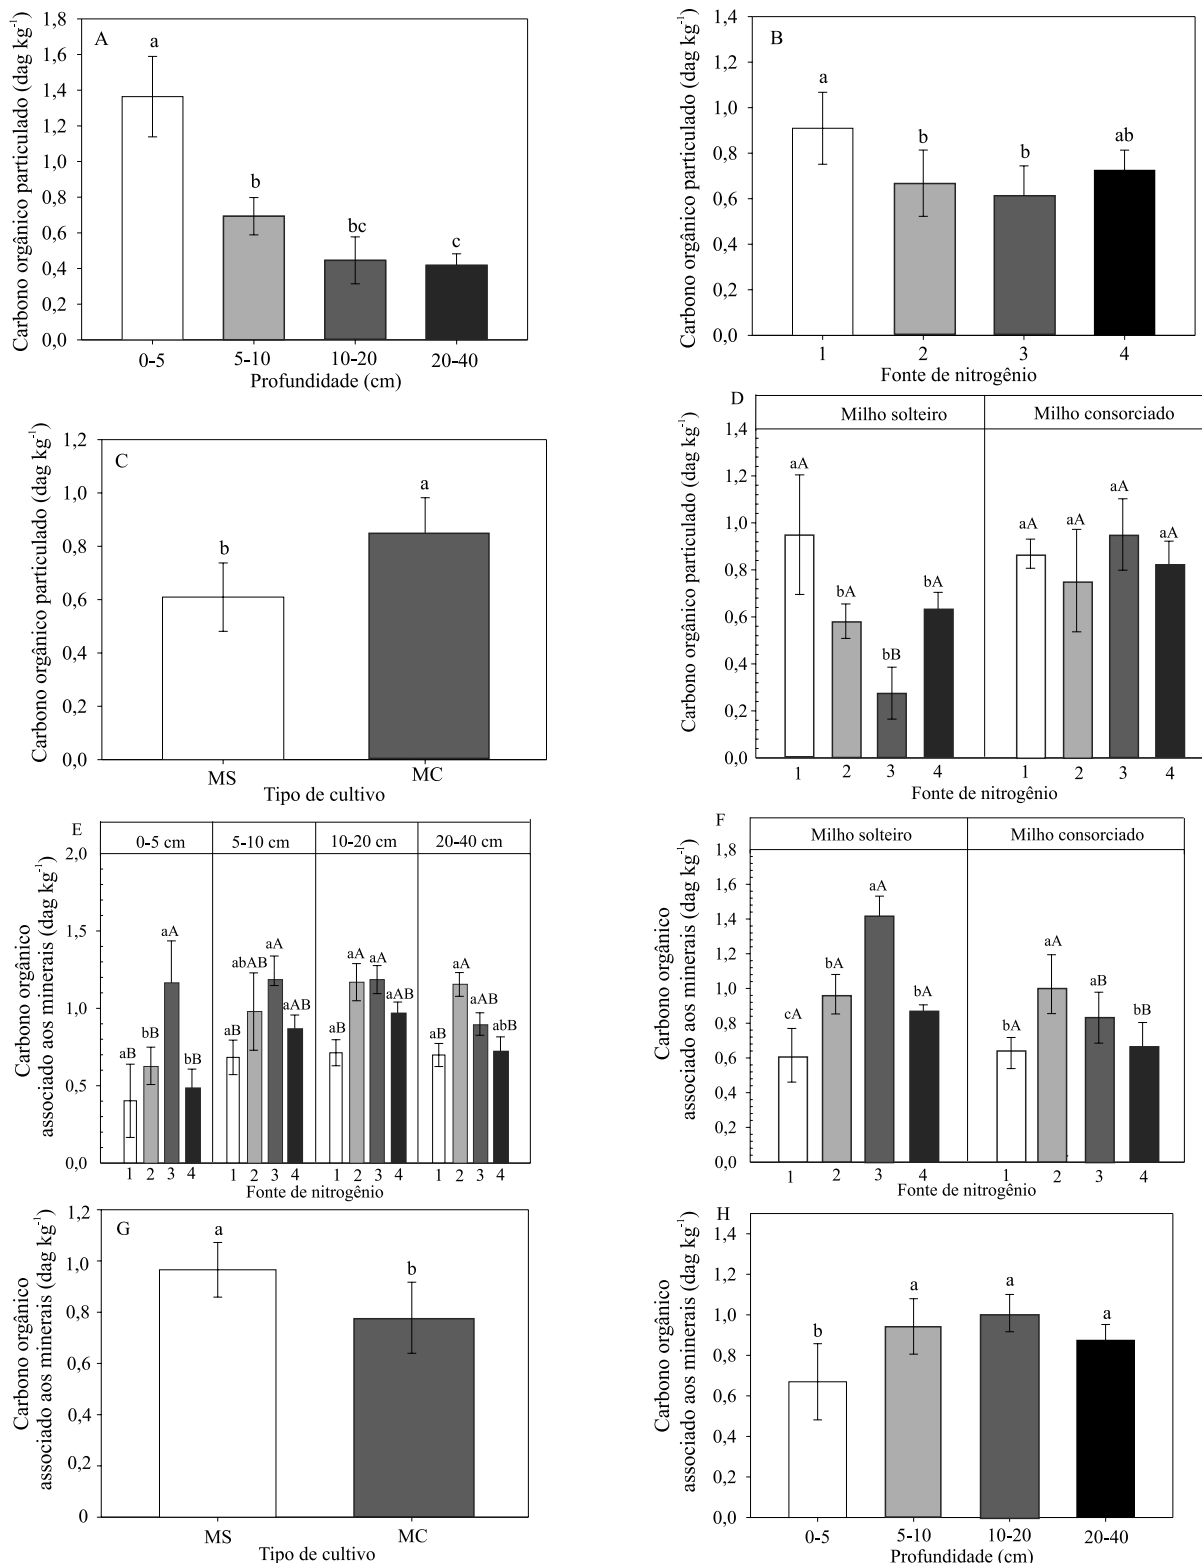 Carbono orgânico particulado (dag kg-1)
A
1,8
1,6
1,4
1,2
1,0
0,8
0,6
0,4
0,2
0,0
a
b
bc
c
0-5 5-10 10-20 20-40
Profundidade (cm)
Carbono orgânico particulado (dag kg-1)
B
1,4
1,2
1,0
0,8
0,6
0,4
0,2
0,0
a
b
b
ab
1 2 3 4
Fonte de nitrogênio
Carbono orgânico particulado (dag kg-1)
C
1,2
1,0
0,8
0,6
0,4
0,2
0,0
b
a
MS MC
Tipo de cultivo
Carbono orgânico particulado (dag kg-1)
D
Milho solteiro Milho consorciado
1,4
1,2
1,0
0,8
0,6
0,4
0,2
0,0
aA bA bB bA aA aA aA aA
1 2 3 4 1 2 3 4
Fonte de nitrogênio
Carbono orgânico
associado aos minerais (dag kg-1)
E
0-5 cm 5-10 cm 10-20 cm 20-40 cm
2,0
1,5
1,0
0,5
0,0
aB bB aA bB aB abAB aA aAB aB aA aA aAB aB aA aAB abB
1 2 3 4 1 2 3 4 1 2 3 4 1 2 3 4
Fonte de nitrogênio
Carbono orgânico
associado aos minerais (dag kg-1)
F
Milho solteiro Milho consorciado
1,8
1,6
1,4
1,2
1,0
0,8
0,6
0,4
0,2
0,0
cA bA aA bA bA aA aB bB
1 2 3 4 1 2 3 4
Fonte de nitrogênio
Carbono orgânico
associado aos minerais (dag kg-1)
G
1,2
1,0
0,8
0,6
0,4
0,2
0
a
b
MS MC
Tipo de cultivo
Carbono orgânico
associado aos minerais (dag kg-1)
H
1,4
1,2
1,0
0,8
0,6
0,4
0,2
0,0
b
a
a
a
0-5 5-10 10-20 20-40
Profundidade (cm)